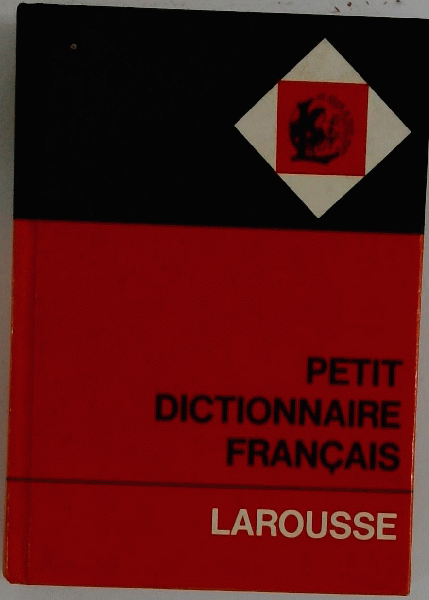 PETIT
DICTIONNAIRE
FRANÇAIS
LAROUSSE